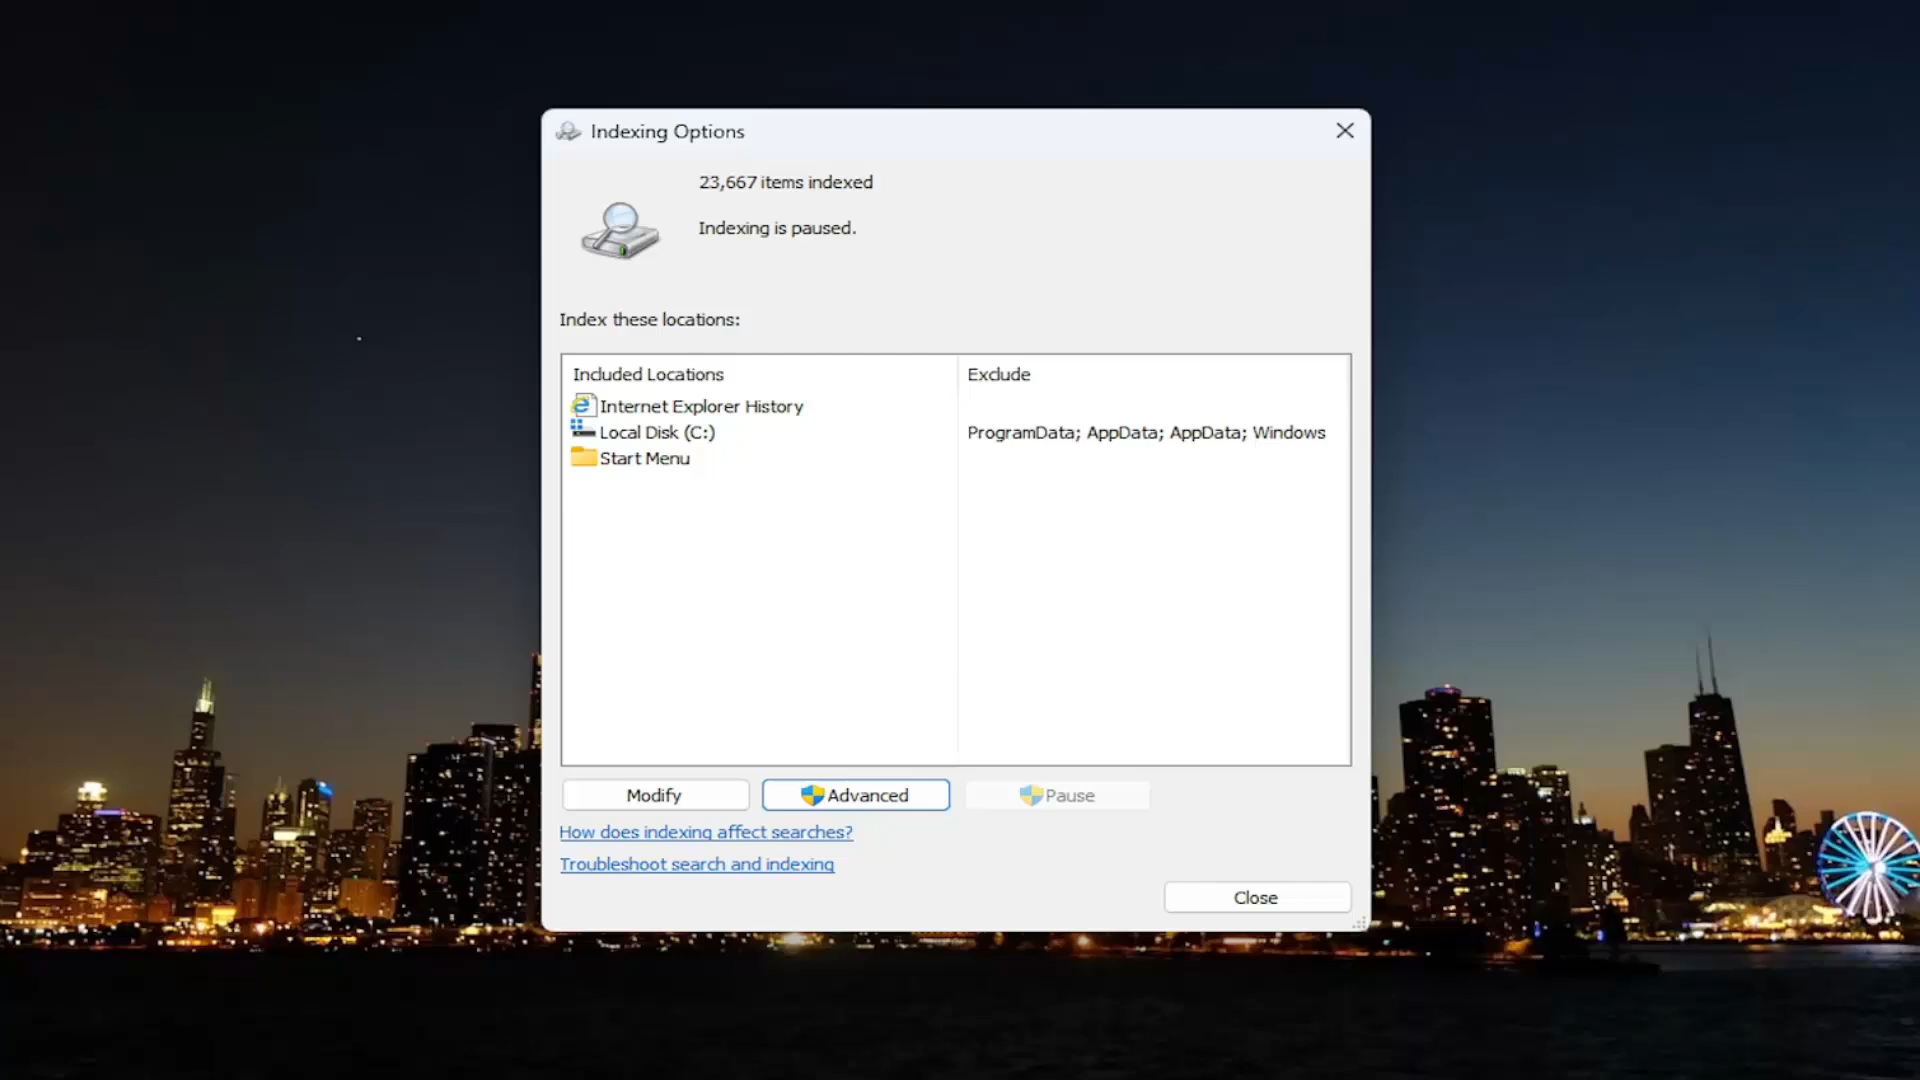 Indexing Options
23,667 items indexed
Indexing is paused.
Index these locations:
Included Locations Exclude
Internet Explorer History
Local Disk (C:) ProgramData; AppData; AppData; Windows
Start Menu
Modify Advanced Pause
How does indexing affect searches?
Troubleshoot search and indexing
Close